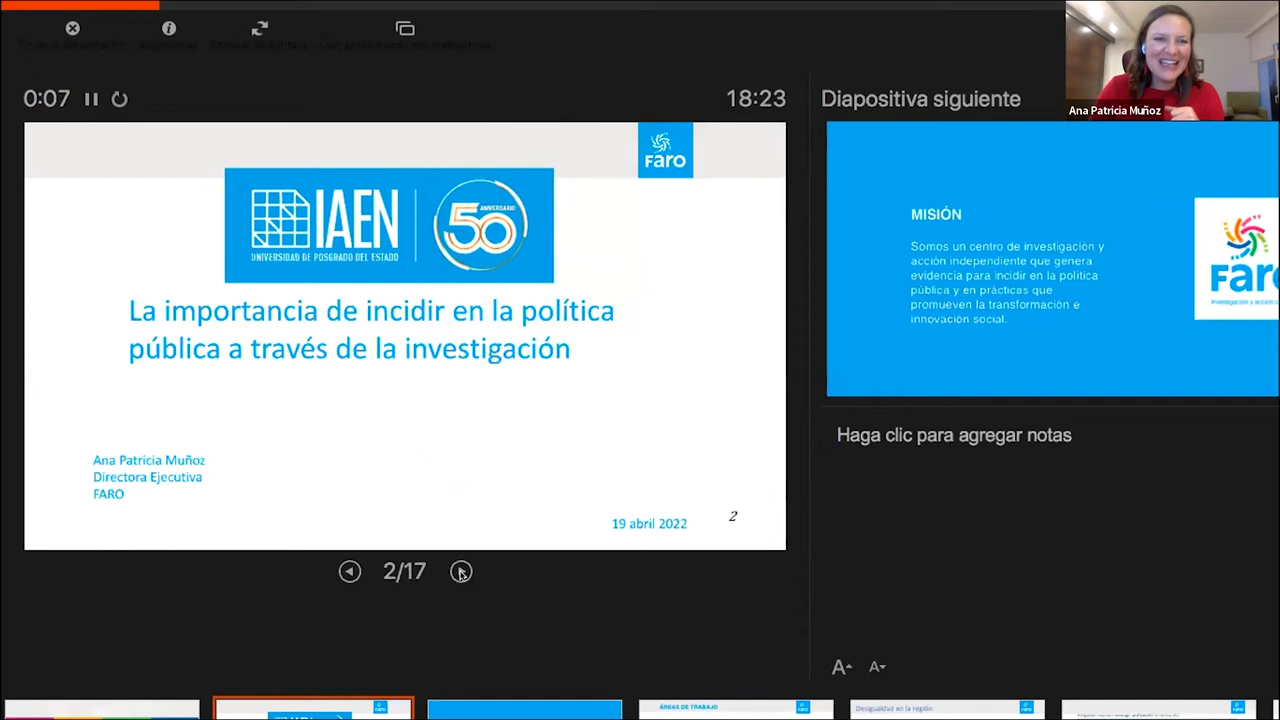 0:07
18:23
Diapositiva siguiente
Ana Patricia Muñoz
FARO
IAEN
UNIVERSIDAD DE POSGRADO DEL ESTADO
50
ANIVERSARIO
La importancia de incidir en la política
pública a través de la investigación
Ana Patricia Muñoz
Directora Ejecutiva
FARO
19 abril 2022
2
MISIÓN
Somos un centro de investigación y
acción independiente que genera
evidencia para incidir en la política
pública y en prácticas que
promueven la transformación e
innovación social.
Faro
Haga clic para agregar notas
2/17
A
A
ÁREAS DE TRABAJO
Desigualdad en la región